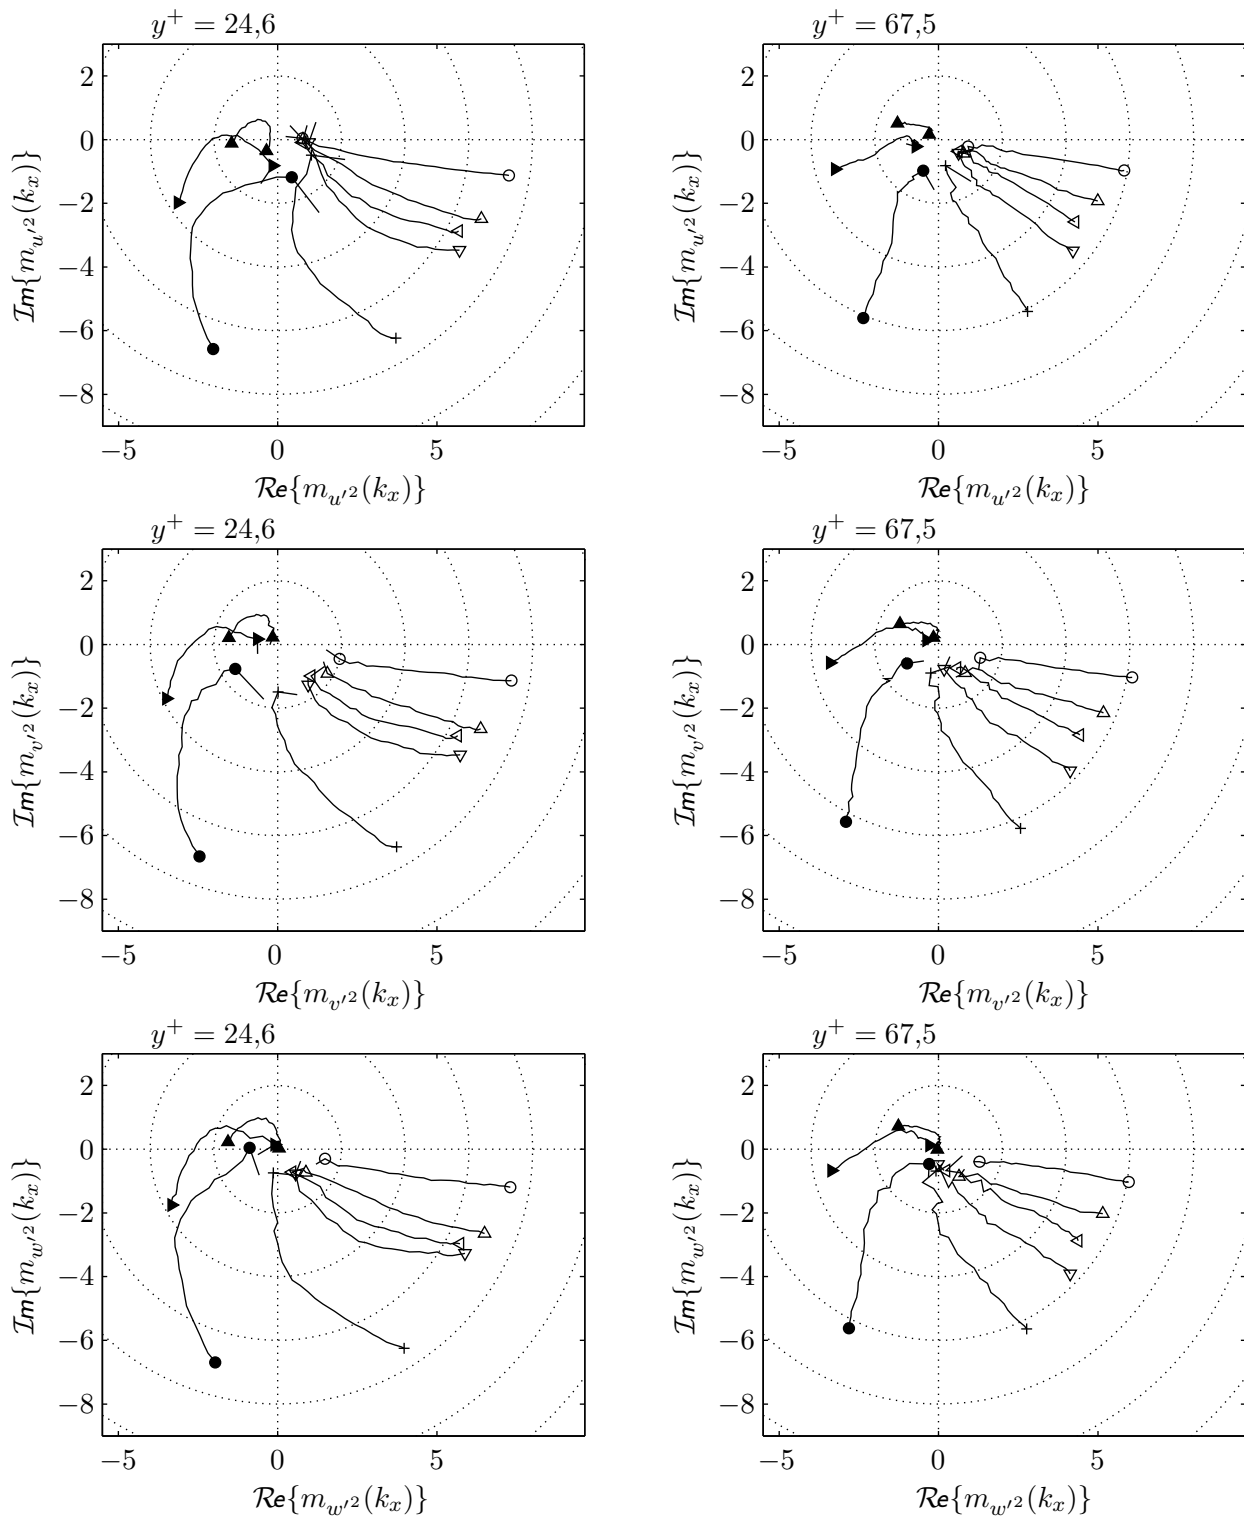 y⁺ = 24,6
y⁺ = 67,5
2
0
−2
−4
−6
−8
−5 0 5
𝓘m{m_{u′²}(k_x)}
𝓡e{m_{u′²}(k_x)}
2
0
−2
−4
−6
−8
−5 0 5
𝓘m{m_{u′²}(k_x)}
𝓡e{m_{u′²}(k_x)}
y⁺ = 24,6
y⁺ = 67,5
2
0
−2
−4
−6
−8
−5 0 5
𝓘m{m_{v′²}(k_x)}
𝓡e{m_{v′²}(k_x)}
2
0
−2
−4
−6
−8
−5 0 5
𝓘m{m_{v′²}(k_x)}
𝓡e{m_{v′²}(k_x)}
y⁺ = 24,6
y⁺ = 67,5
2
0
−2
−4
−6
−8
−5 0 5
𝓘m{m_{w′²}(k_x)}
𝓡e{m_{w′²}(k_x)}
2
0
−2
−4
−6
−8
−5 0 5
𝓘m{m_{w′²}(k_x)}
𝓡e{m_{w′²}(k_x)}